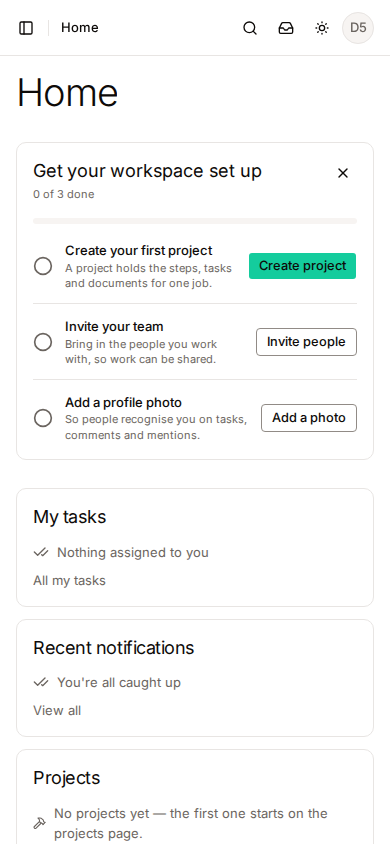 Home
D5
Home
Get your workspace set up
0 of 3 done
Create your first project
A project holds the steps, tasks
and documents for one job.
Create project
Invite your team
Bring in the people you work
with, so work can be shared.
Invite people
Add a profile photo
So people recognise you on tasks,
comments and mentions.
Add a photo
My tasks
Nothing assigned to you
All my tasks
Recent notifications
You're all caught up
View all
Projects
No projects yet — the first one starts on the
projects page.